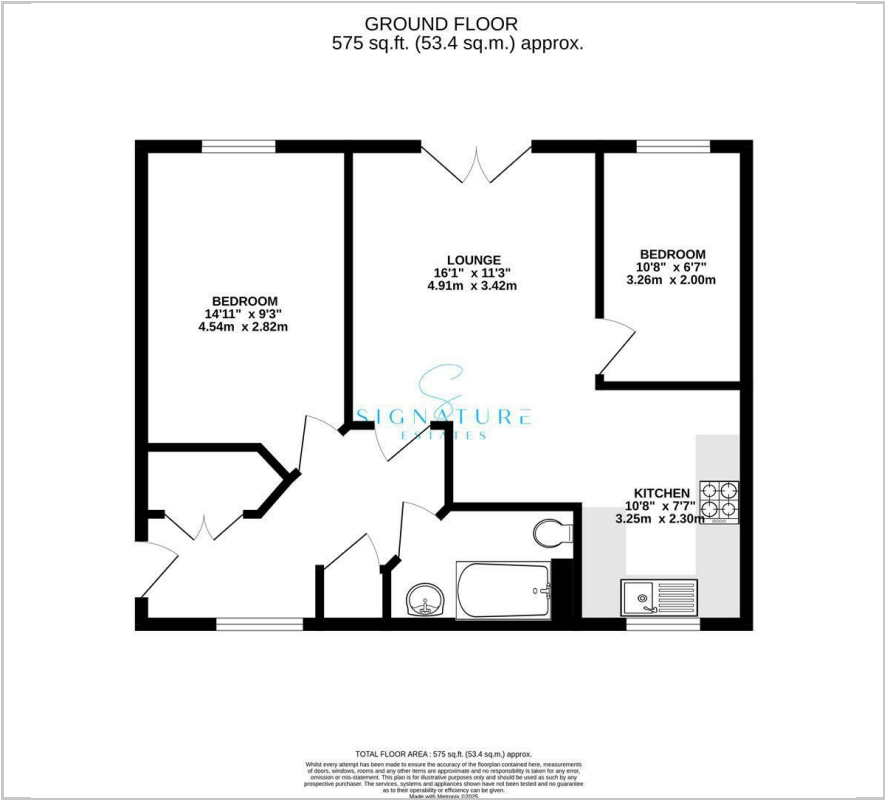 GROUND FLOOR
575 sq.ft. (53.4 sq.m.) approx.
LOUNGE
16'1" x 11'3"
4.91m x 3.42m
BEDROOM
10'8" x 6'7"
3.26m x 2.00m
BEDROOM
14'11" x 9'3"
4.54m x 2.82m
SIGNATURE
ESTATES
KITCHEN
10'8" x 7'7"
3.25m x 2.30m
TOTAL FLOOR AREA : 575 sq.ft. (53.4 sq.m.) approx.
Whilst every attempt has been made to ensure the accuracy of the floorplan contained here, measurements
of doors, windows, rooms and any other items are approximate and no responsibility is taken for any error,
omission or mis-statement. This plan is for illustrative purposes only and should be used as such by any
prospective purchaser. The services, systems and appliances shown have not been tested and no guarantee
as to their operability or efficiency can be given.
Made with Metropix ©2025